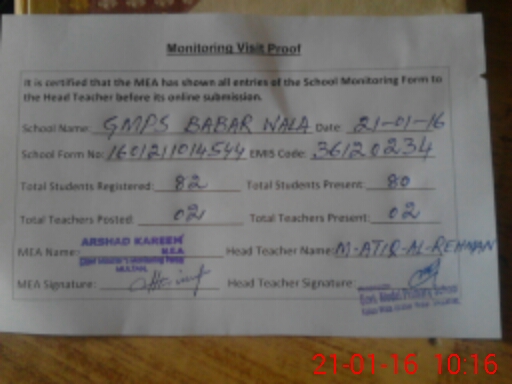 Monitoring Visit Proof
It is certified that the MEA has shown all entries of the School Monitoring Form to
the Head Teacher before its online submission.
School Name: GMPS BABAR WALA Date: 21-01-16
School Form No: 1601211014544 EMIS Code: 36120234
Total Students Registered: 82 Total Students Present: 80
Total Teachers Posted: 02 Total Teachers Present: 02
ARSHAD KAREEM
M.E.A
MEA Name: Head Teacher Name: M-ATIQ-AL-REHMAN
MULTAN.
MEA Signature: Head Teacher Signature:
21-01-16 10:16